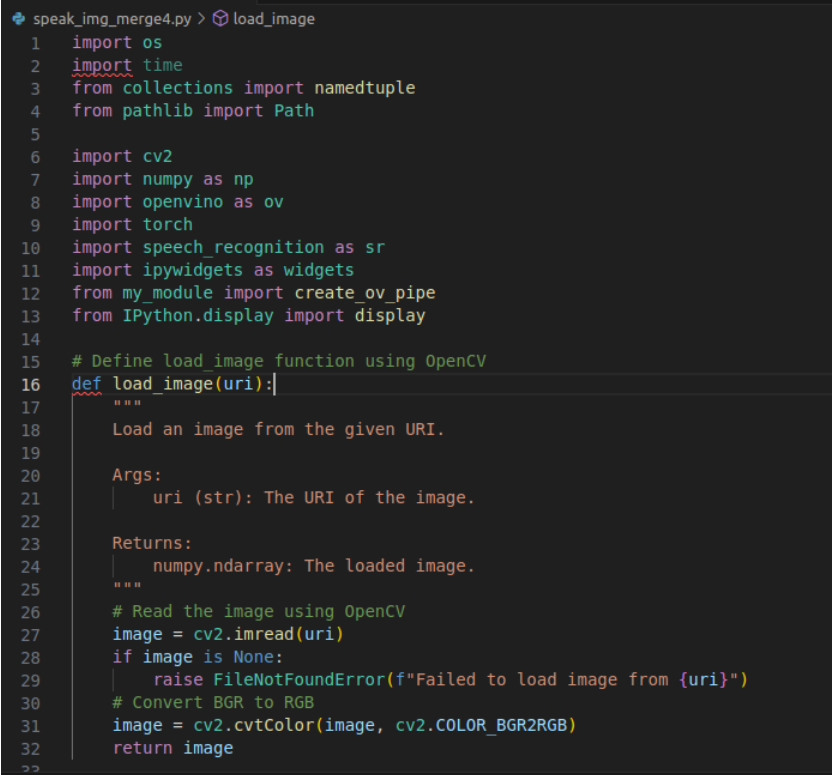 speak_img_merge4.py > load_image
1 import os
2 import time
3 from collections import namedtuple
4 from pathlib import Path
5
6 import cv2
7 import numpy as np
8 import openvino as ov
9 import torch
10 import speech_recognition as sr
11 import ipywidgets as widgets
12 from my_module import create_ov_pipe
13 from IPython.display import display
14
15 # Define load_image function using OpenCV
16 def load_image(uri):
17     """
18     Load an image from the given URI.
19
20     Args:
21         uri (str): The URI of the image.
22
23     Returns:
24         numpy.ndarray: The loaded image.
25     """
26     # Read the image using OpenCV
27     image = cv2.imread(uri)
28     if image is None:
29         raise FileNotFoundError(f"Failed to load image from {uri}")
30     # Convert BGR to RGB
31     image = cv2.cvtColor(image, cv2.COLOR_BGR2RGB)
32     return image
33